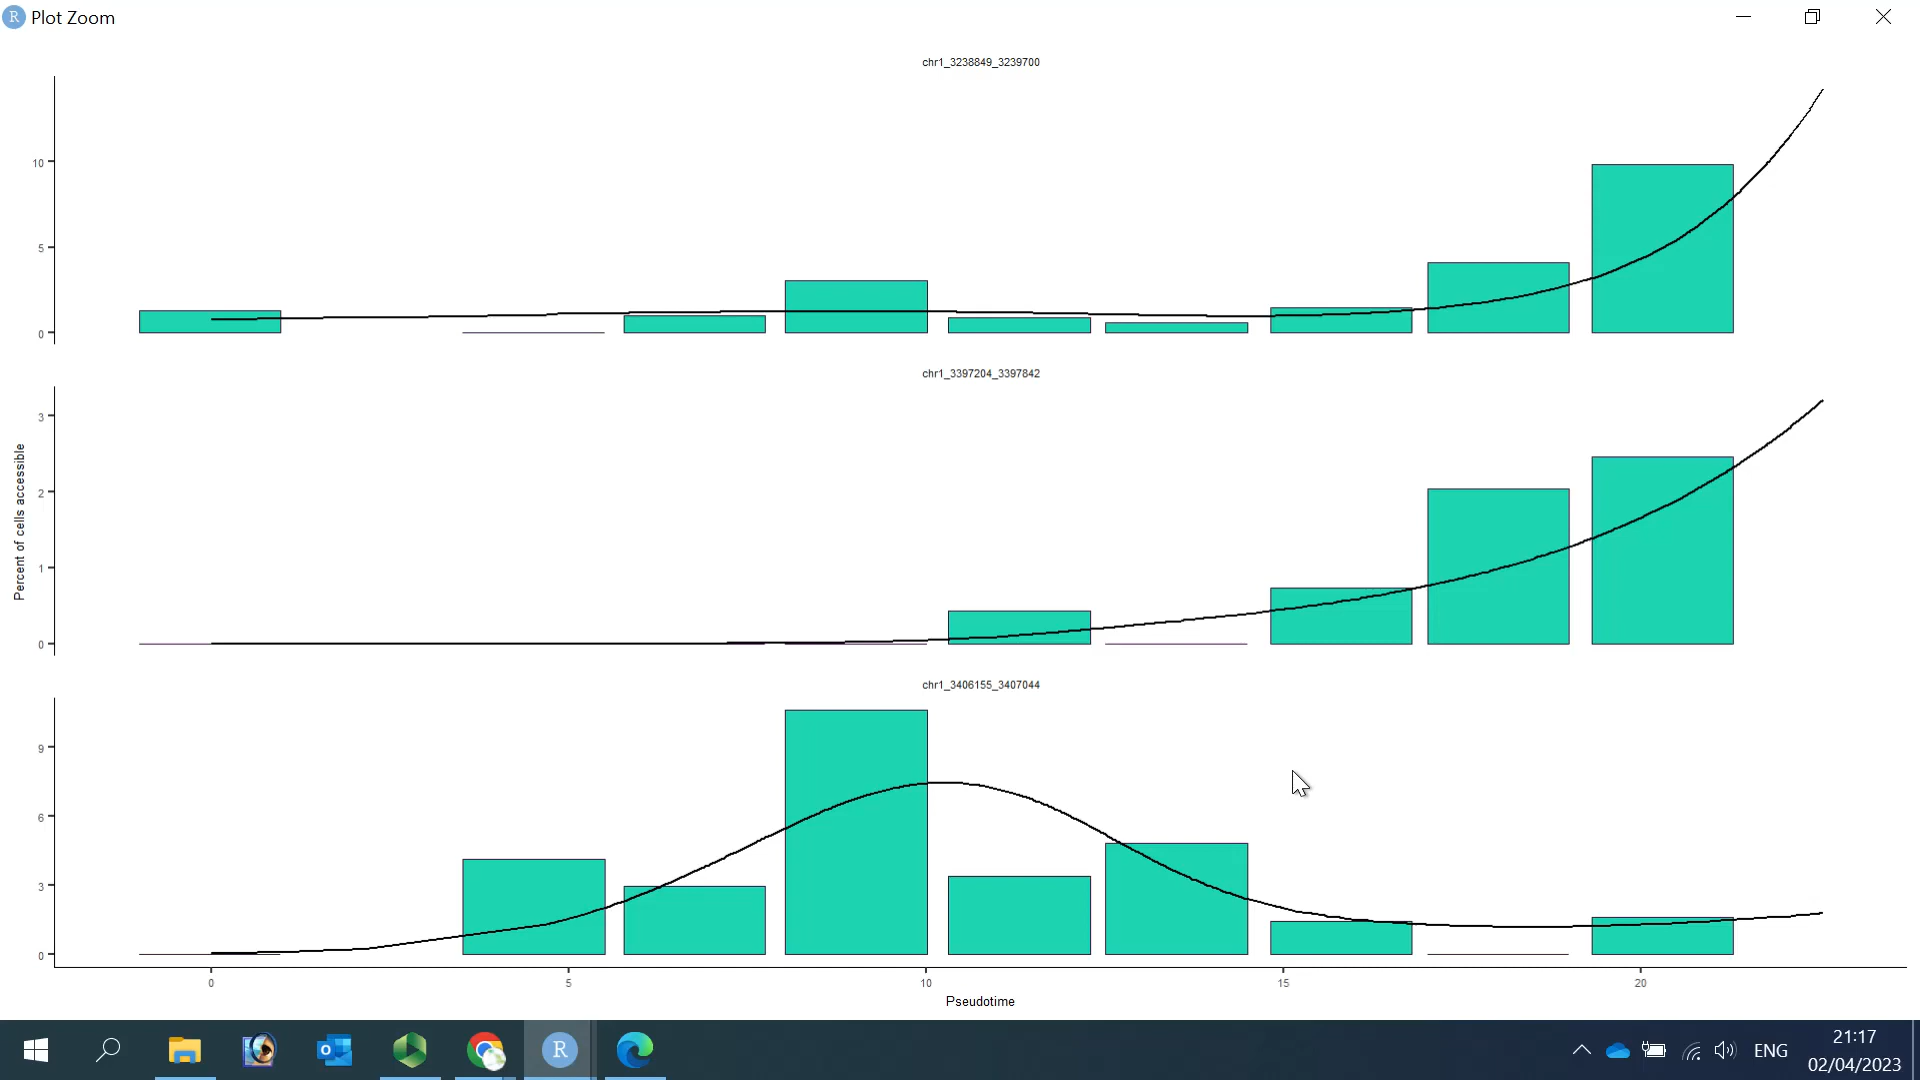 R Plot Zoom
chr1_3238849_3239700
10
5
0
chr1_3397204_3397842
3
2
1
0
Percent of cells accessible
chr1_3406155_3407044
9
6
3
0
0 5 10 15 20
Pseudotime
R
ENG
21:17
02/04/2023